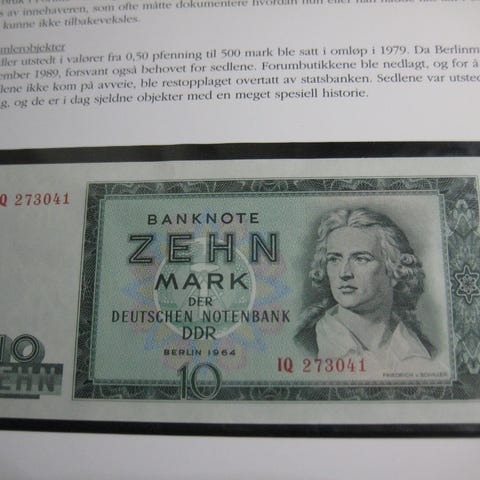 s av innehaveren, som ofte måtte dokumentere hvordan hun eller han hadde
kunne ikke tilbakeveksles.
mlerobjekter
ller utstedt i valører fra 0,50 pfenning til 500 mark ble satt i omløp i 1979. Da Berlinm
ember 1989, forsvant også behovet for sedlene. Forumbutikkene ble nedlagt, og for å
lene ikke kom på avveie, ble restopplaget overtatt av statsbanken. Sedlene var utsted
g, og de er i dag sjeldne objekter med en meget spesiell historie.
Q 273041
BANKNOTE
ZEHN
MARK
DER
DEUTSCHEN NOTENBANK
DDR
BERLIN 1964
IQ 273041
FRIEDRICH v. SCHILLER
10
10
ZEHN